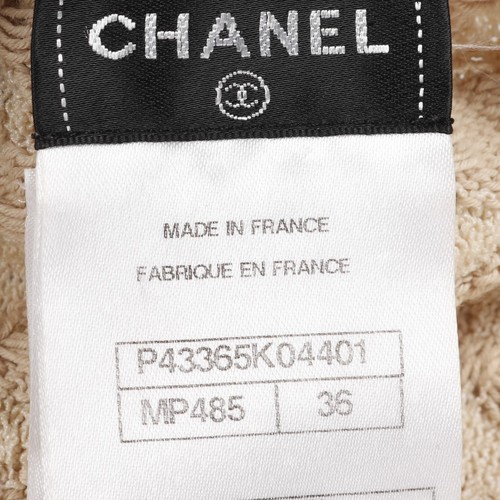 CHANEL
MADE IN FRANCE
FABRIQUE EN FRANCE
P43365K04401
MP485 36